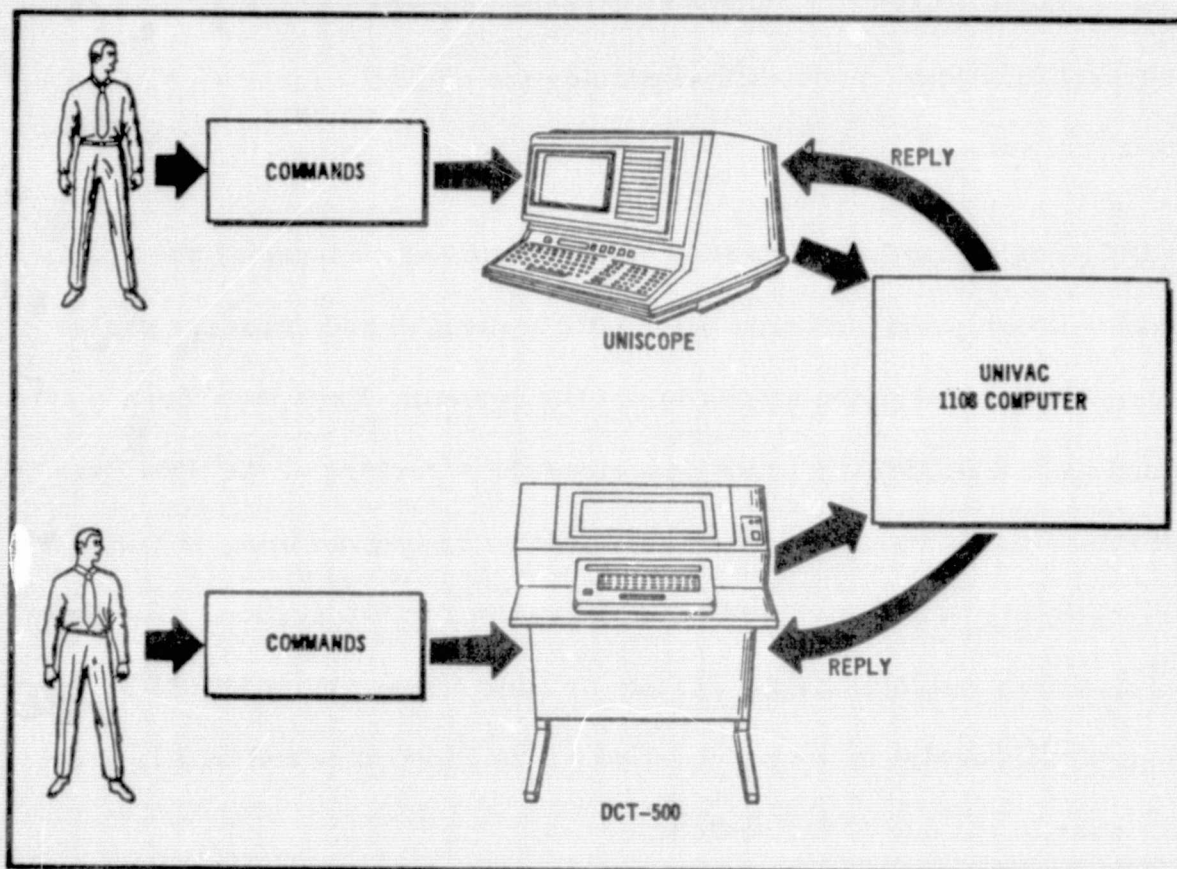 COMMANDS
REPLY
UNISCOPE
UNIVAC
1108 COMPUTER
COMMANDS
REPLY
DCT-500